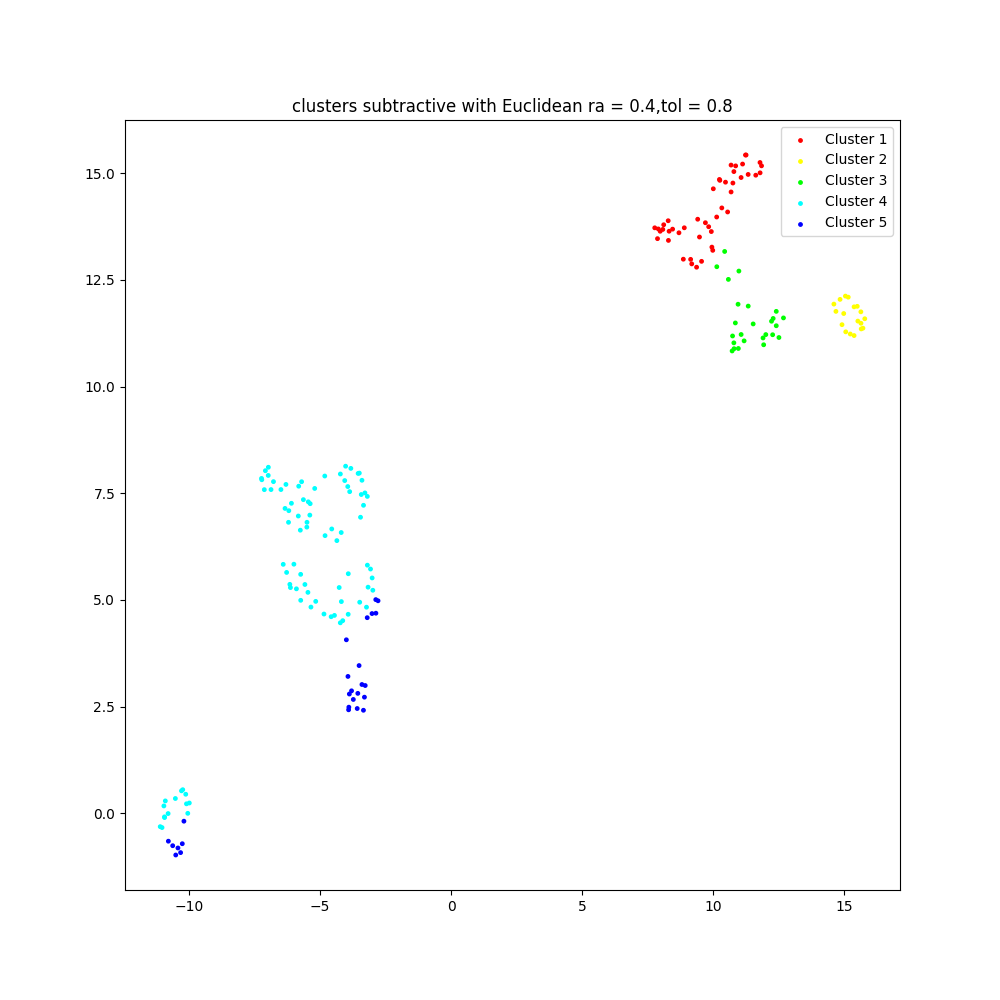 clusters subtractive with Euclidean ra = 0.4,tol = 0.8
Cluster 1
Cluster 2
Cluster 3
Cluster 4
Cluster 5
15.0
12.5
10.0
7.5
5.0
2.5
0.0
−10
−5
0
5
10
15